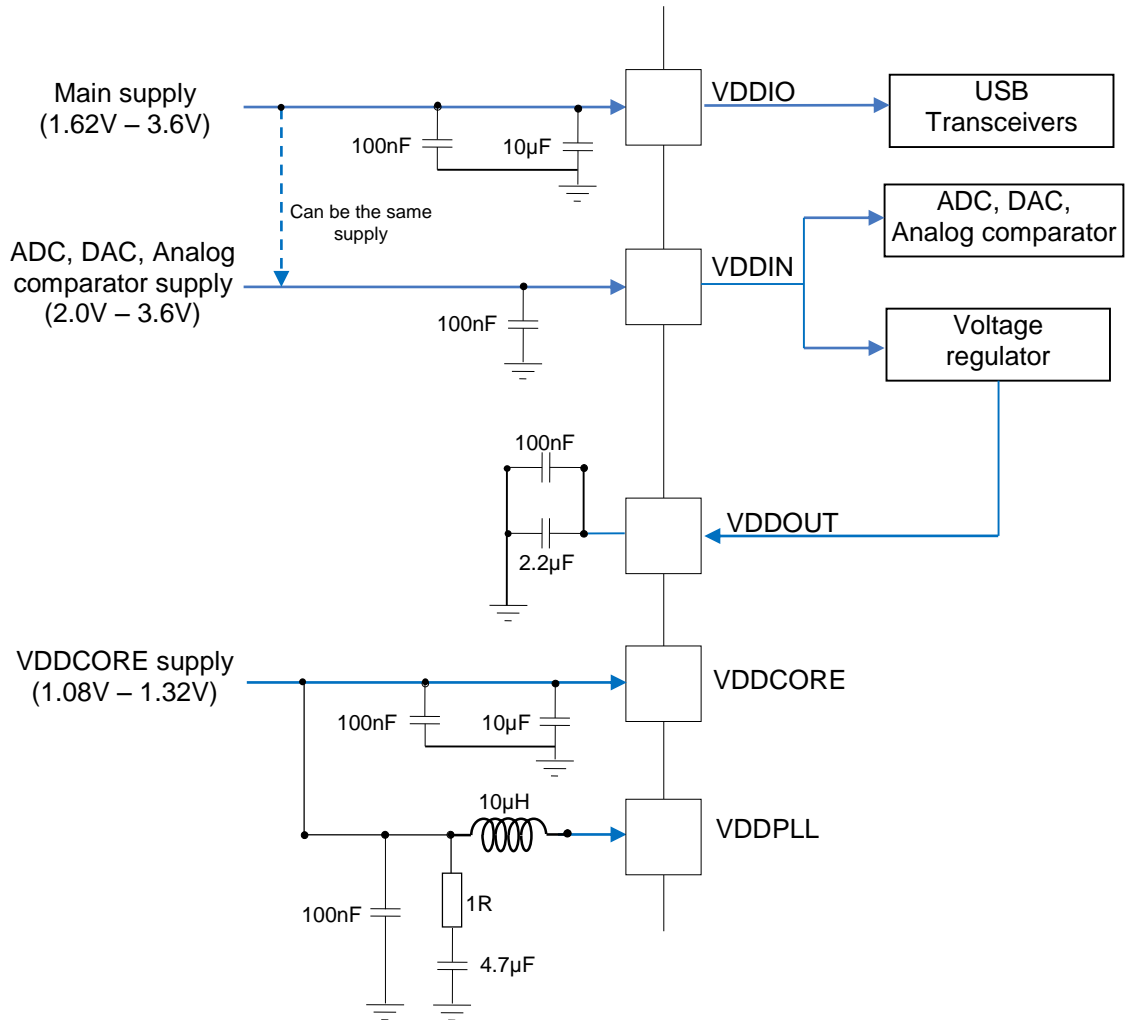 Main supply
(1.62V – 3.6V)
100nF
10µF
VDDIO
USB
Transceivers
Can be the same
supply
ADC, DAC, Analog
comparator supply
(2.0V – 3.6V)
100nF
VDDIN
ADC, DAC,
Analog comparator
Voltage
regulator
100nF
2.2µF
VDDOUT
VDDCORE supply
(1.08V – 1.32V)
100nF
10µF
VDDCORE
10µH
VDDPLL
100nF
1R
4.7µF